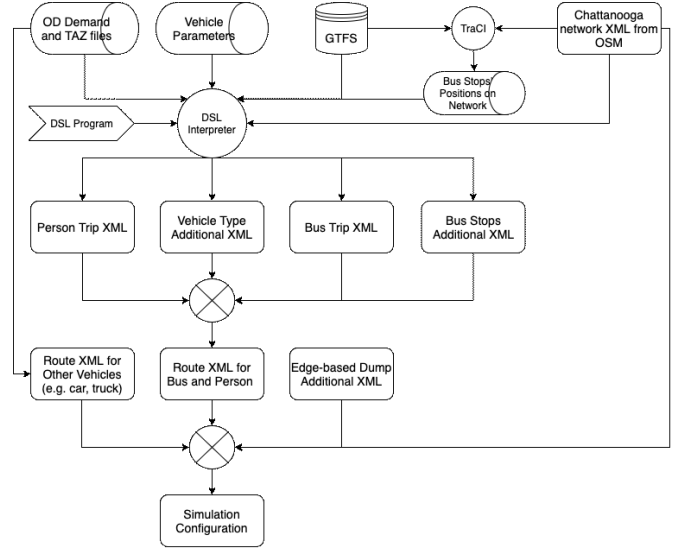 OD Demand
and TAZ files
Vehicle
Parameters
GTFS
TraCI
Chattanooga
network XML from
OSM
Bus Stops'
Positions on
Network
DSL Program
DSL
Interpreter
Person Trip XML
Vehicle Type
Additional XML
Bus Trip XML
Bus Stops
Additional XML
Route XML for
Other Vehicles
(e.g. car, truck)
Route XML for
Bus and Person
Edge-based Dump
Additional XML
Simulation
Configuration